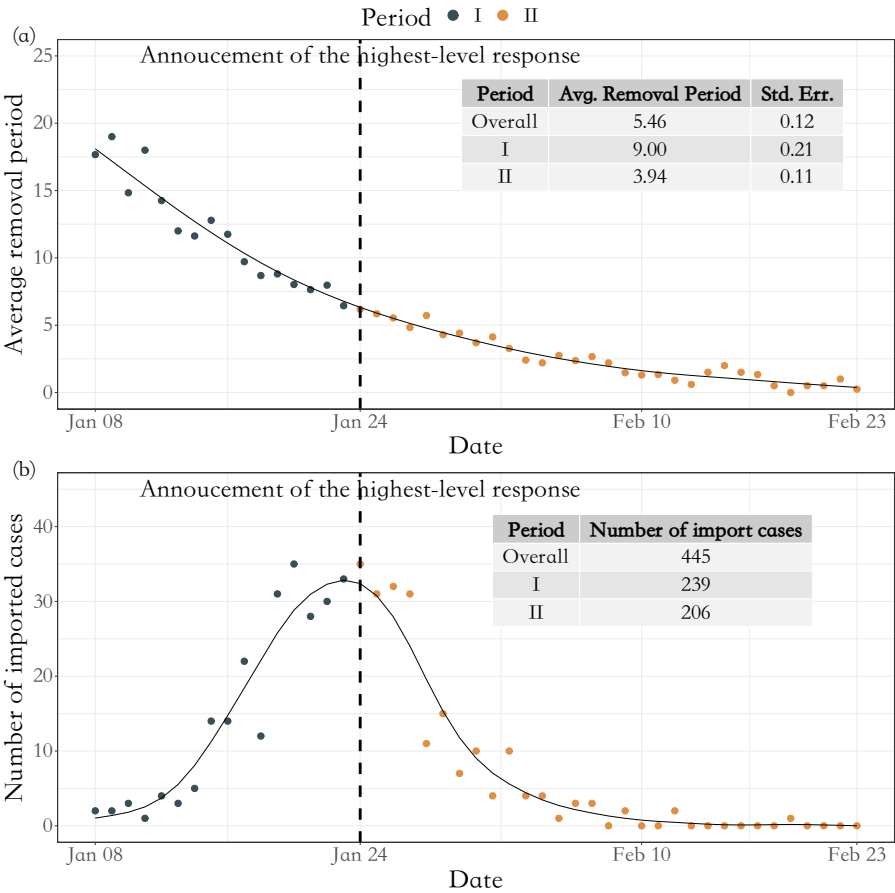 Period I II
(a)
Annoucement of the highest-level response
Average removal period
25
20
15
10
5
0
Period Avg. Removal Period Std. Err.
Overall 5.46 0.12
I 9.00 0.21
II 3.94 0.11
Jan 08 Jan 24 Feb 10 Feb 23
Date
(b)
Annoucement of the highest-level response
Number of imported cases
40
30
20
10
0
Period Number of import cases
Overall 445
I 239
II 206
Jan 08 Jan 24 Feb 10 Feb 23
Date